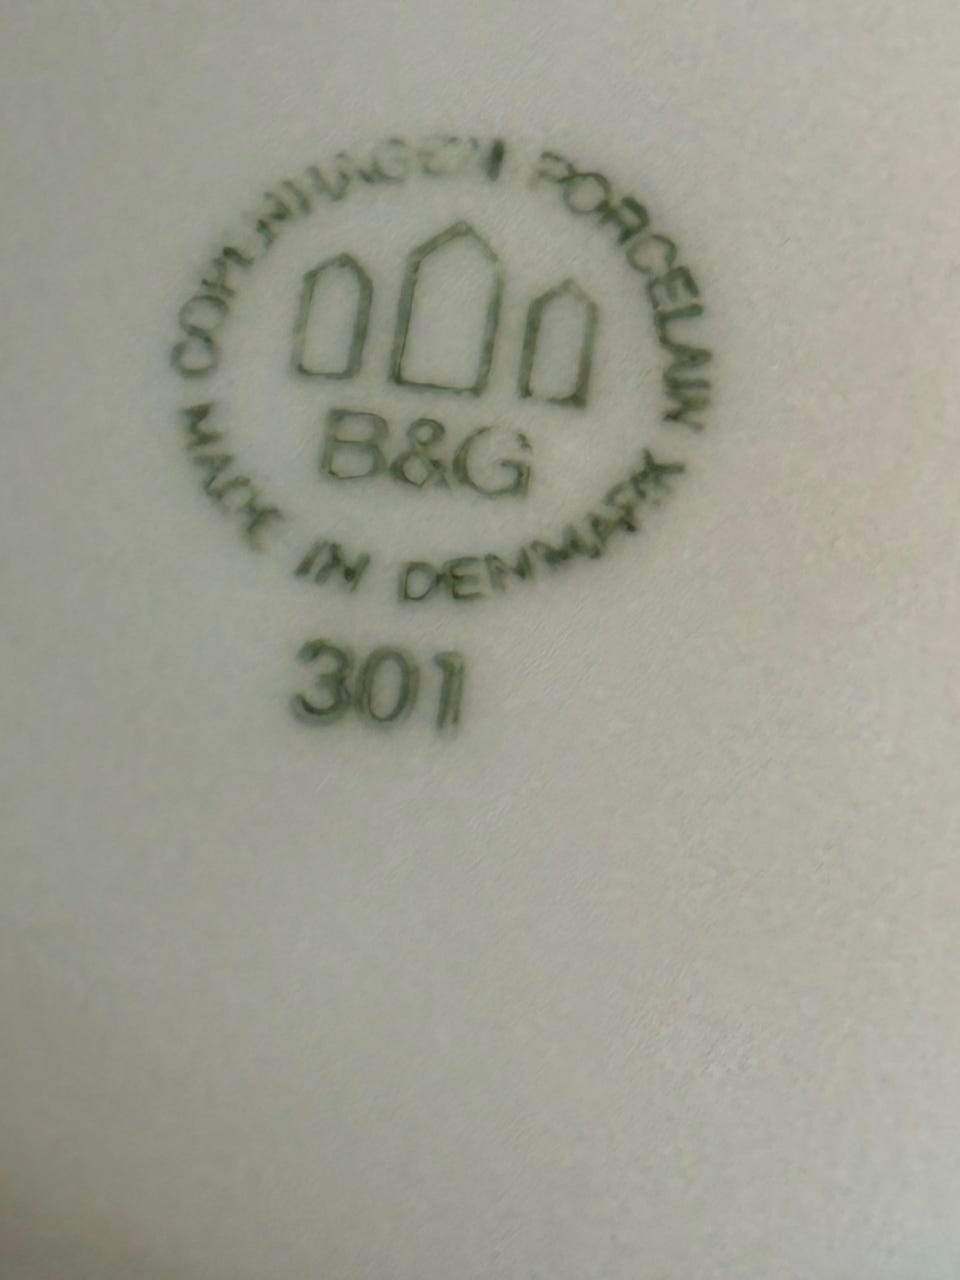 COPENHAGEN PORCELAIN
B&G
MADE IN DENMARK
301